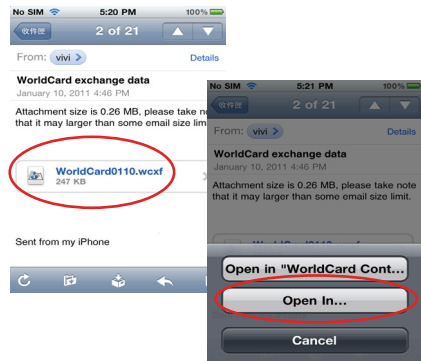 No SIM 5:20 PM 100%
收件匣 2 of 21
From: vivi > Details
WorldCard exchange data
January 10, 2011 4:46 PM
Attachment size is 0.26 MB, please take no
that it may larger than some email size lim
WorldCard0110.wcxf
247 KB
Sent from my iPhone
No SIM 5:21 PM 100%
收件匣 2 of 21
From: vivi > Details
WorldCard exchange data
January 10, 2011 4:46 PM
Attachment size is 0.26 MB, please take note
that it may larger than some email size limit.
Open in "WorldCard Cont...
Open In...
Cancel